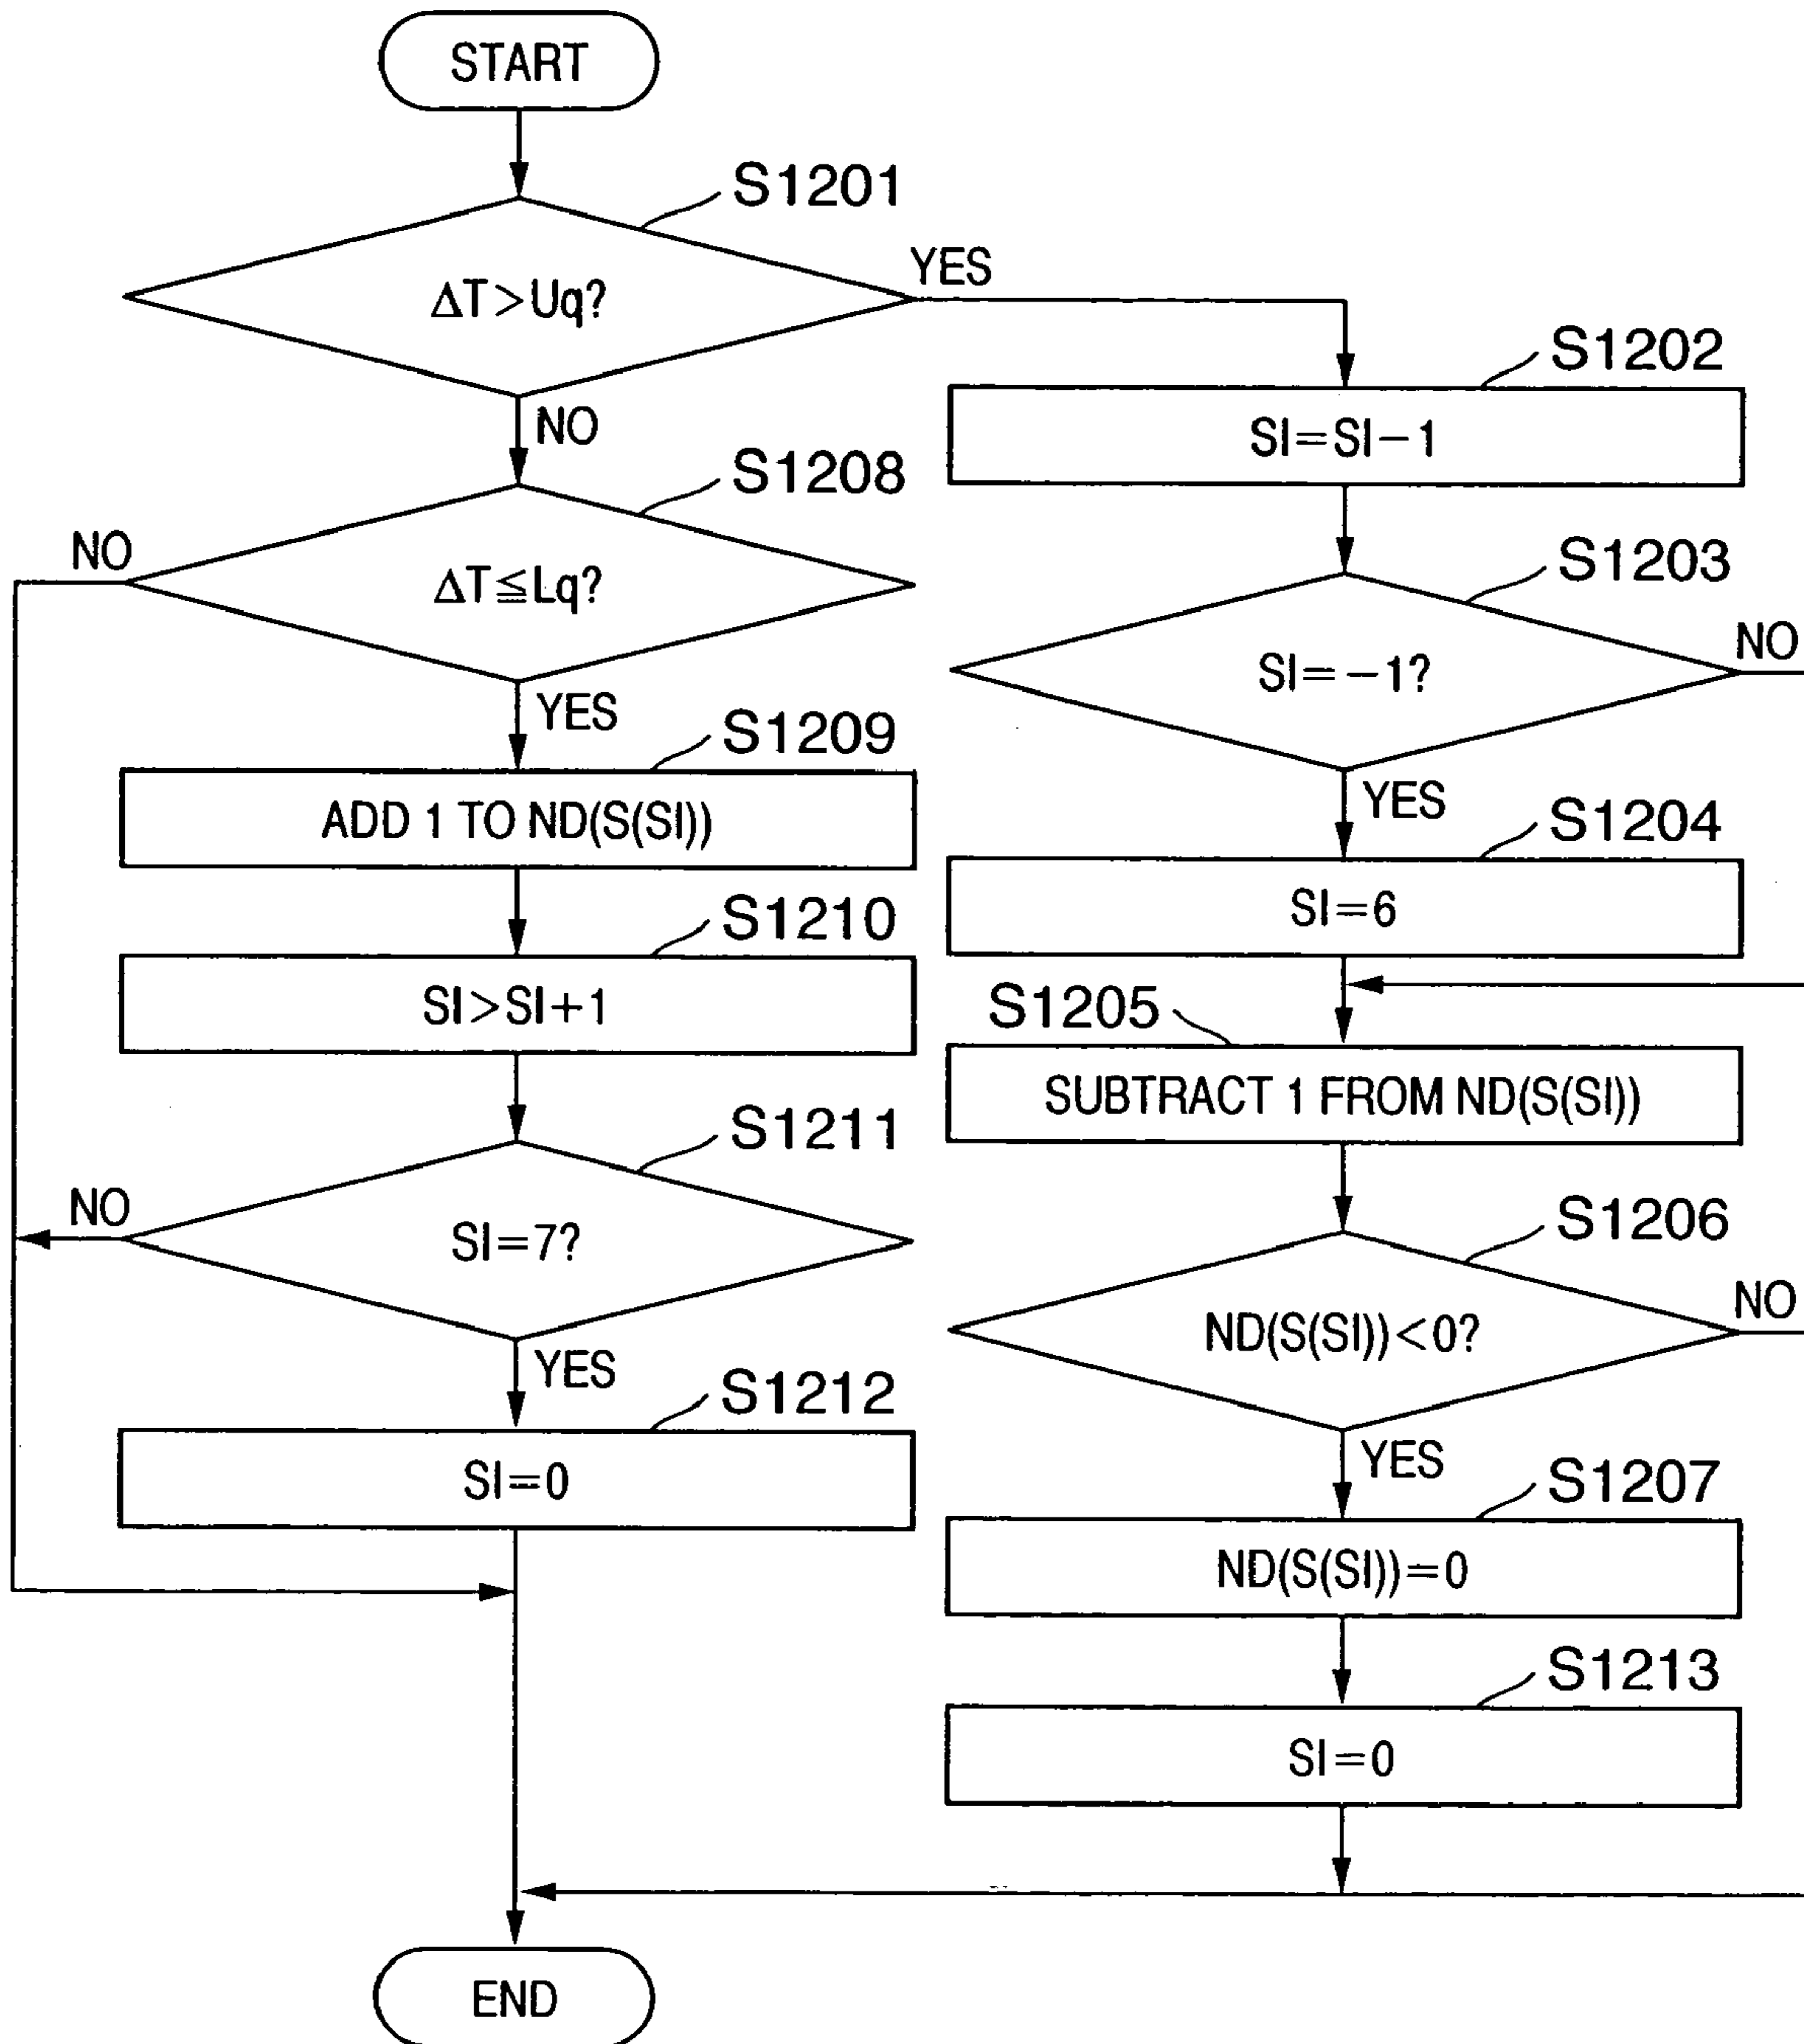 START
S1201
ΔT>Uq?
YES
NO
S1202
SI=SI-1
S1208
NO
ΔT≦Lq?
YES
S1203
SI=-1?
NO
YES
S1209
ADD 1 TO ND(S(SI))
S1204
SI=6
S1210
SI>SI+1
S1205
SUBTRACT 1 FROM ND(S(SI))
S1211
NO
SI=7?
YES
S1206
ND(S(SI))<0?
NO
YES
S1212
SI=0
S1207
ND(S(SI))=0
S1213
SI=0
END